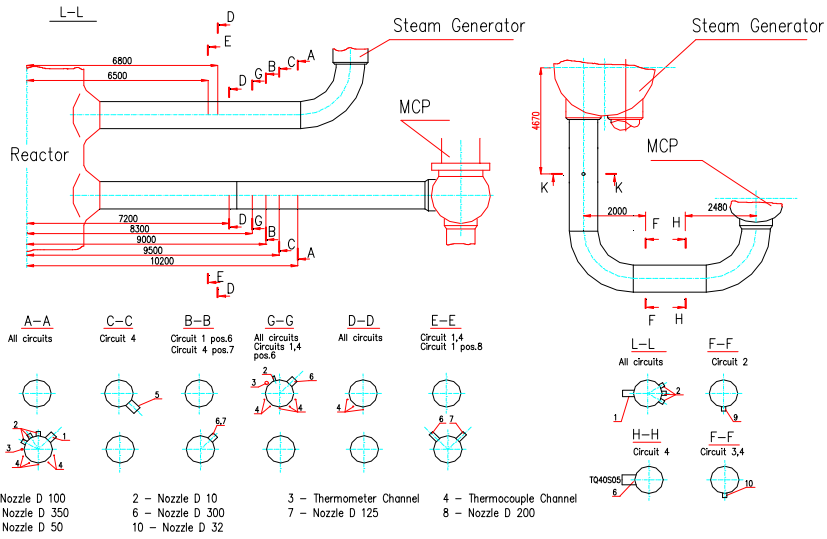 L–L
D
E
6800
6500
D
G
B
C
A
Steam Generator
MCP
Reactor
7200
8300
9000
9500
10200
D
G
B
C
A
E
D
Steam Generator
4670
MCP
K
K
2000
2480
F
H
F
H
A–A
All circuits
C–C
Circuit 4
B–B
Circuit 1 pos.6
Circuit 4 pos.7
G–G
All circuits
Circuits 1,4
pos.6
D–D
All circuits
E–E
Circuit 1,4
Circuit 1 pos.8
L–L
All circuits
F–F
Circuit 2
5
2
3
6
4
4
4
1
2
9
2
1
3
4
4
6,7
6
7
H–H
Circuit 4
F–F
Circuit 3,4
TQ40S05
6
10
Nozzle D 100
2 – Nozzle D 10
3 – Thermometer Channel
4 – Thermocouple Channel
Nozzle D 350
6 – Nozzle D 300
7 – Nozzle D 125
8 – Nozzle D 200
Nozzle D 50
10 – Nozzle D 32